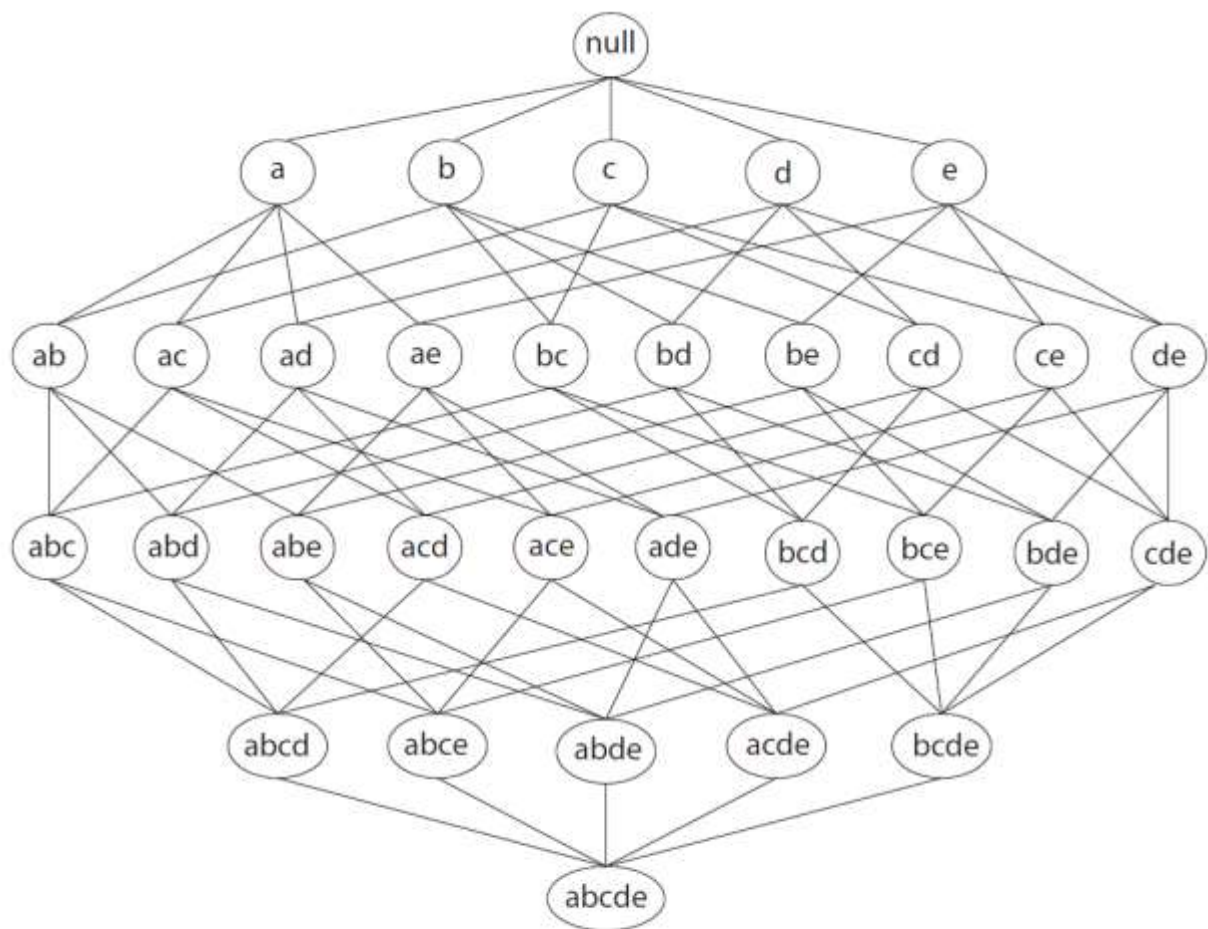 null
a b c d e
ab ac ad ae bc bd be cd ce de
abc abd abe acd ace ade bcd bce bde cde
abcd abce abde acde bcde
abcde